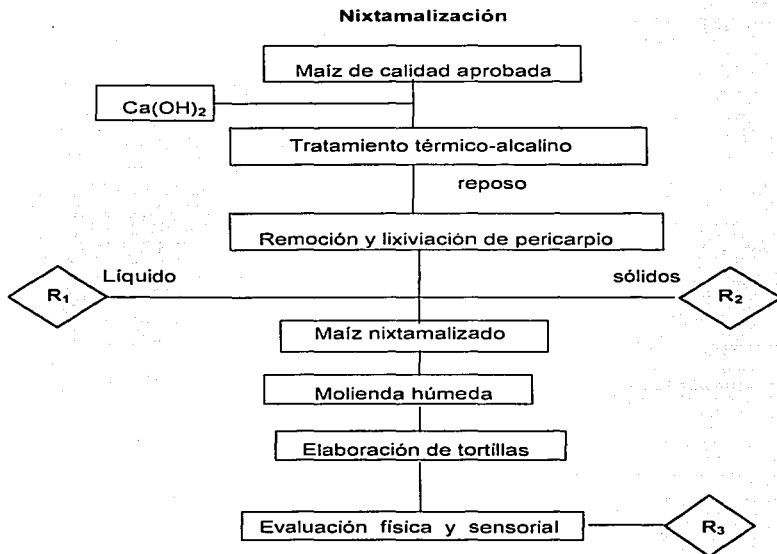 Nixtamalización
Maíz de calidad aprobada
Ca(OH)₂
Tratamiento térmico-alcalino
reposo
Remoción y lixiviación de pericarpio
Líquido
sólidos
R₁
R₂
Maíz nixtamalizado
Molienda húmeda
Elaboración de tortillas
Evaluación física y sensorial
R₃